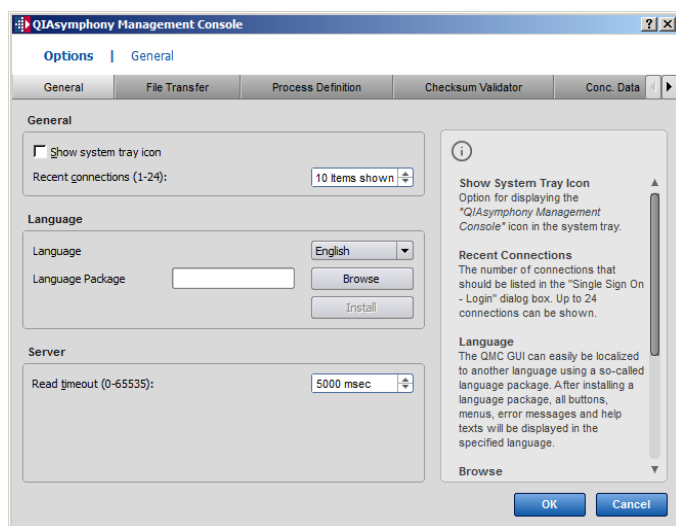 QIAsymphony Management Console
Options | General
General
File Transfer
Process Definition
Checksum Validator
Conc. Data
General
Show system tray icon
Recent connections (1-24):
10 Items shown
Language
Language
English
Language Package
Browse
Install
Server
Read timeout (0-65535):
5000 msec
Show System Tray Icon
Option for displaying the
"QIAsymphony Management
Console" icon in the system tray.
Recent Connections
The number of connections that
should be listed in the "Single Sign On
- Login" dialog box. Up to 24
connections can be shown.
Language
The QMC GUI can easily be localized
to another language using a so-called
language package. After installing a
language package, all buttons,
menus, error messages and help
texts will be displayed in the
specified language.
Browse
OK
Cancel